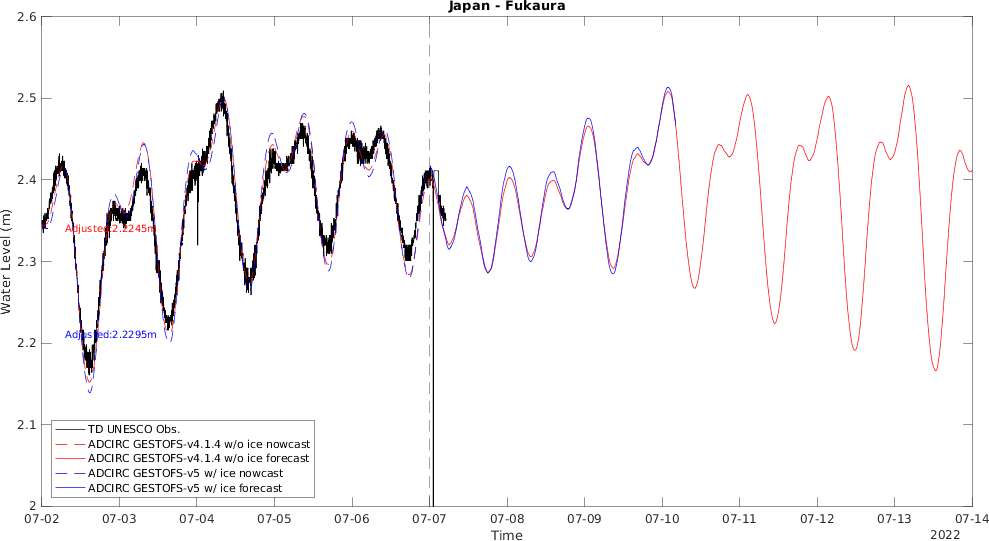 Japan - Fukaura
2.6
2.5
2.4
2.3
2.2
2.1
2
Water Level (m)
Adjusted:2.2245m
Adjusted:2.2295m
TD UNESCO Obs.
ADCIRC GESTOFS-v4.1.4 w/o ice nowcast
ADCIRC GESTOFS-v4.1.4 w/o ice forecast
ADCIRC GESTOFS-v5 w/ ice nowcast
ADCIRC GESTOFS-v5 w/ ice forecast
07-02 07-03 07-04 07-05 07-06 07-07 07-08 07-09 07-10 07-11 07-12 07-13 07-14
Time
2022